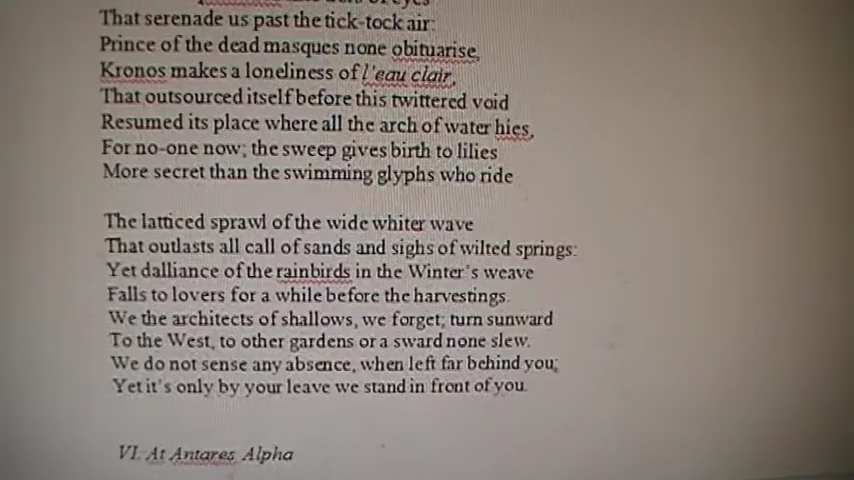 of eyes
That serenade us past the tick-tock air:
Prince of the dead masques none obituarise,
Kronos makes a loneliness of l'eau clair,
That outsourced itself before this twittered void
Resumed its place where all the arch of water hies,
For no-one now; the sweep gives birth to lilies
More secret than the swimming glyphs who ride
The latticed sprawl of the wide whiter wave
That outlasts all call of sands and sighs of wilted springs:
Yet dalliance of the rainbirds in the Winter's weave
Falls to lovers for a while before the harvestings.
We the architects of shallows, we forget; turn sunward
To the West, to other gardens or a sward none slew.
We do not sense any absence, when left far behind you;
Yet it's only by your leave we stand in front of you.
VI. At Antares Alpha